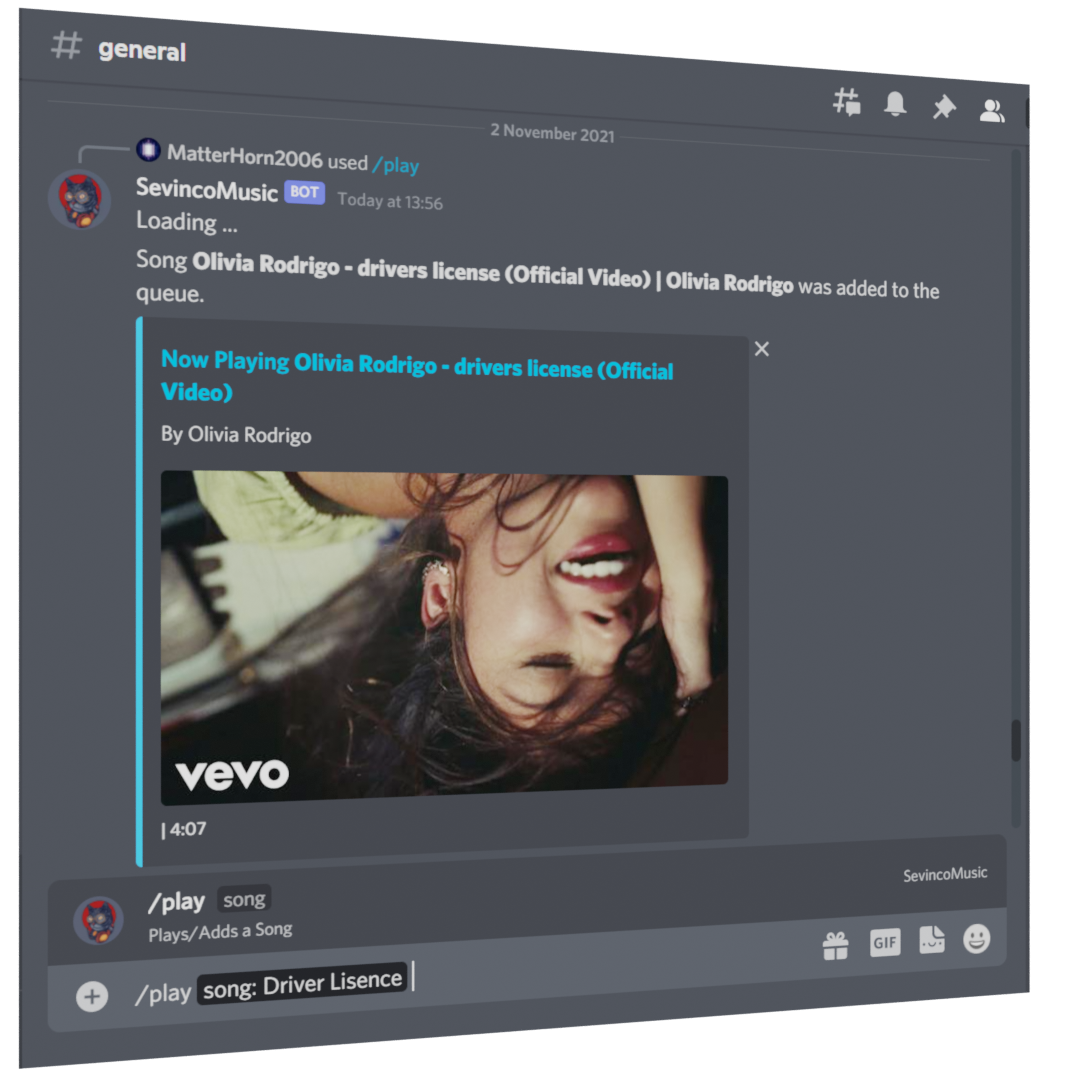 # general
2 November 2021
MatterHorn2006 used /play
SevincoMusic BOT Today at 13:56
Loading ...
Song Olivia Rodrigo - drivers license (Official Video) | Olivia Rodrigo was added to the
queue.
Now Playing Olivia Rodrigo - drivers license (Official
Video)
By Olivia Rodrigo
vevo
| 4:07
/play song
SevincoMusic
Plays/Adds a Song
GIF
/play song: Driver Lisence